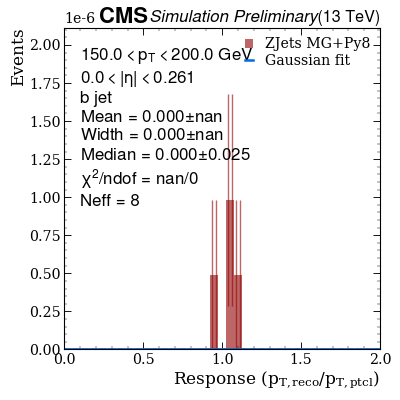 1e-6 CMS Simulation Preliminary (13 TeV)
Events
2.00
1.75
1.50
1.25
1.00
0.75
0.50
0.25
0.00
150.0 < pT < 200.0 GeV
0.0 < |η| < 0.261
b jet
Mean = 0.000±nan
Width = 0.000±nan
Median = 0.000±0.025
χ²/ndof = nan/0
Neff = 8
ZJets MG+Py8
Gaussian fit
0.0 0.5 1.0 1.5 2.0
Response (pT,reco/pT,ptcl)